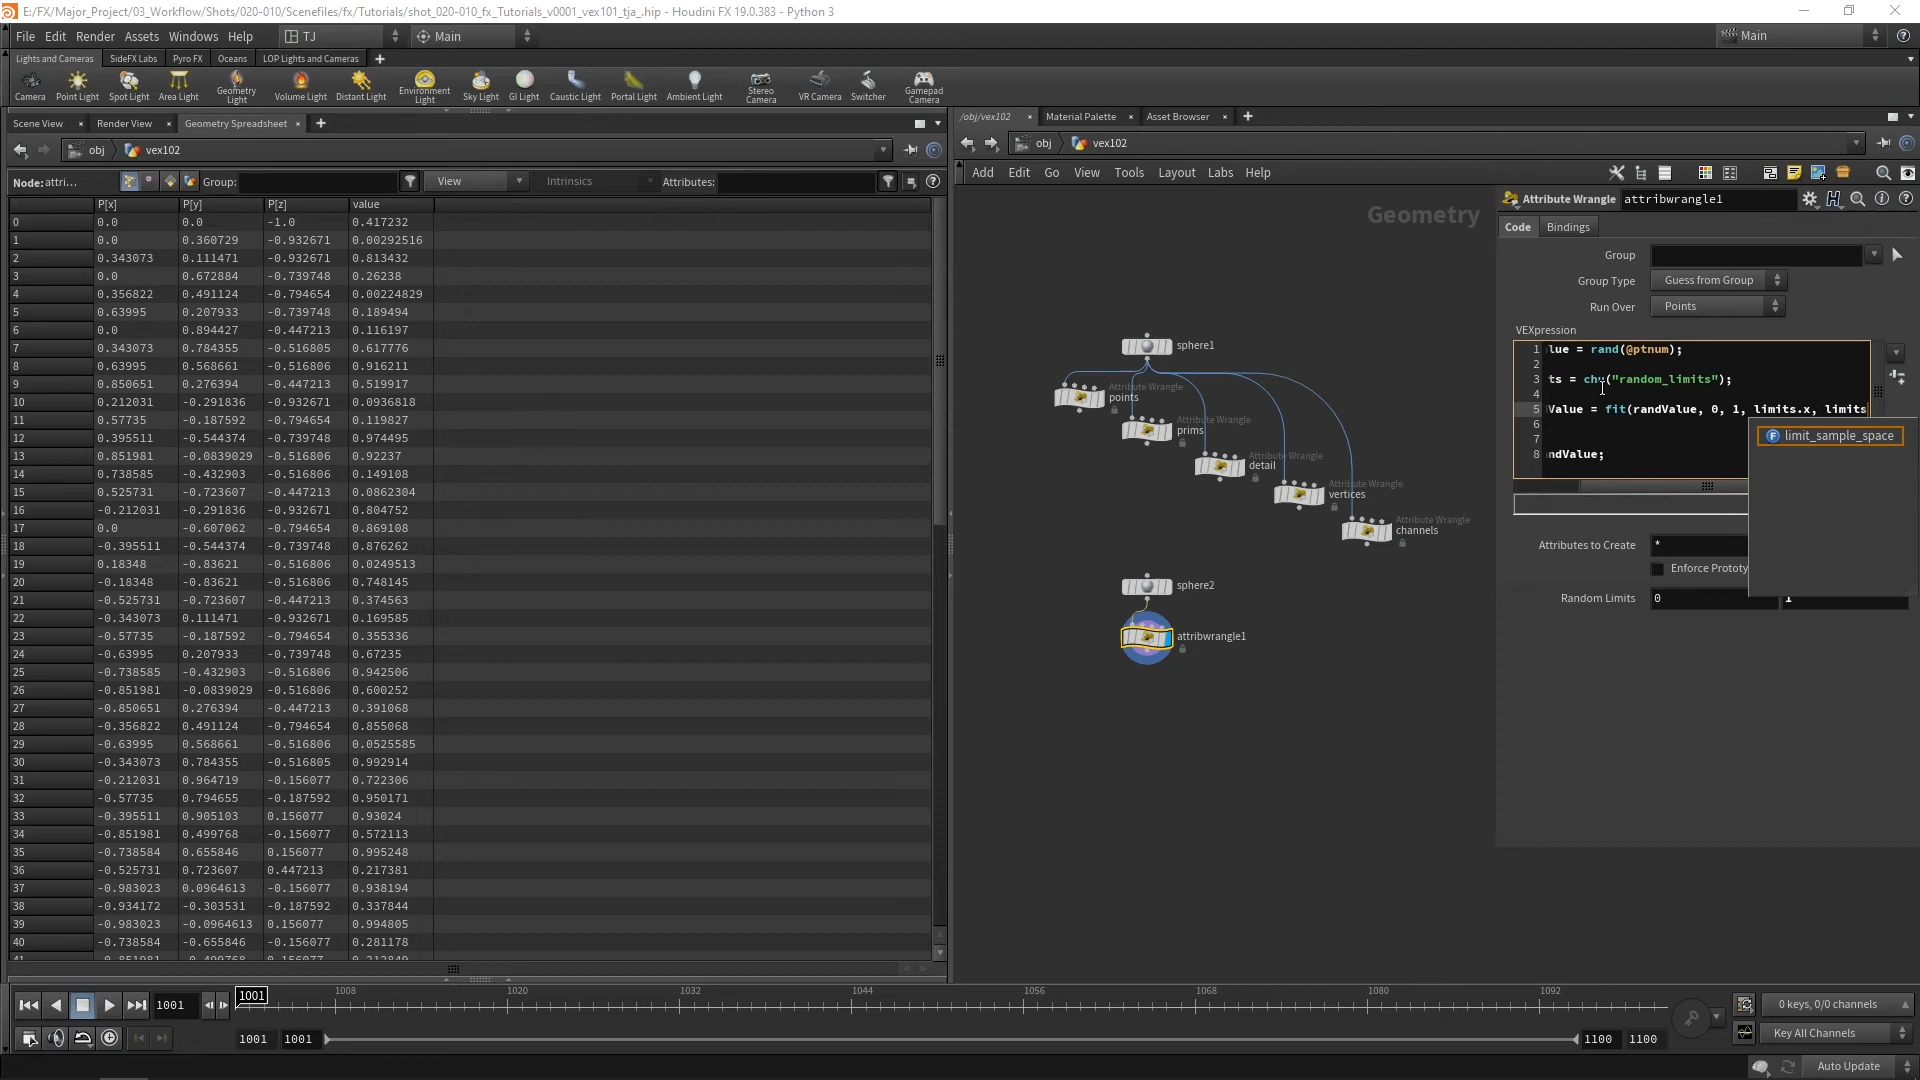 E:/FX/Major_Project/03_Workflow/Shots/020-010/Scenefiles/fx/Tutorials/shot_020-010_fx_Tutorials_v0001_vex101_tja_.hip - Houdini FX 19.0.383 - Python 3
File Edit Render Assets Windows Help TJ Main Main
Lights and Cameras SideFX Labs Pyro FX Oceans LOP Lights and Cameras
Camera Point Light Spot Light Area Light Geometry Light Volume Light Distant Light Environment Light Sky Light GI Light Caustic Light Portal Light Ambient Light Stereo Camera VR Camera Switcher Gamepad Camera
Scene View Render View Geometry Spreadsheet
obj vex102
Node: attri... Group: View Intrinsics Attributes:
P[x] P[y] P[z] value
0 0.0 0.0 -1.0 0.417232
1 0.0 0.360729 -0.932671 0.00292516
2 0.343073 0.111471 -0.932671 0.813432
3 0.0 0.672884 -0.739748 0.26238
4 0.356822 0.491124 -0.794654 0.00224829
5 0.63995 0.207933 -0.739748 0.189494
6 0.0 0.894427 -0.447213 0.116197
7 0.343073 0.784355 -0.516805 0.617776
8 0.63995 0.568661 -0.516806 0.916211
9 0.850651 0.276394 -0.447213 0.519917
10 0.212031 -0.291836 -0.932671 0.0936818
11 0.57735 -0.187592 -0.794654 0.119827
12 0.395511 -0.544374 -0.739748 0.974495
13 0.851981 -0.0839029 -0.516806 0.92237
14 0.738585 -0.432903 -0.516806 0.149108
15 0.525731 -0.723607 -0.447213 0.0862304
16 -0.212031 -0.291836 -0.932671 0.804752
17 0.0 -0.607062 -0.794654 0.869108
18 -0.395511 -0.544374 -0.739748 0.876262
19 0.18348 -0.83621 -0.516806 0.0249513
20 -0.18348 -0.83621 -0.516806 0.748145
21 -0.525731 -0.723607 -0.447213 0.374563
22 -0.343073 0.111471 -0.932671 0.169585
23 -0.57735 -0.187592 -0.794654 0.355336
24 -0.63995 0.207933 -0.739748 0.67235
25 -0.738585 -0.432903 -0.516806 0.942506
26 -0.851981 -0.0839029 -0.516806 0.600252
27 -0.850651 0.276394 -0.447213 0.391068
28 -0.356822 0.491124 -0.794654 0.855068
29 -0.63995 0.568661 -0.516806 0.0525585
30 -0.343073 0.784355 -0.516805 0.992914
31 -0.212031 0.964719 -0.156077 0.722306
32 -0.57735 0.794655 -0.187592 0.950171
33 -0.395511 0.905103 0.156077 0.93024
34 -0.851981 0.499768 -0.156077 0.572113
35 -0.738584 0.655846 0.156077 0.995248
36 -0.525731 0.723607 0.447213 0.217381
37 -0.983023 0.0964613 -0.156077 0.938194
38 -0.934172 -0.303531 -0.187592 0.337844
39 -0.983023 -0.0964613 0.156077 0.994805
40 -0.738584 -0.655846 -0.156077 0.281178
/obj/vex102 Material Palette Asset Browser
obj vex102
Add Edit Go View Tools Layout Labs Help
Geometry
sphere1
Attribute Wrangle
points
Attribute Wrangle
prims
Attribute Wrangle
detail
Attribute Wrangle
vertices
Attribute Wrangle
channels
sphere2
attribwrangle1
Attribute Wrangle attribwrangle1
Code Bindings
Group
Group Type Guess from Group
Run Over Points
VEXpression
1 lue = rand(@ptnum);
2
3 ts = chu("random_limits");
4
5 Value = fit(randValue, 0, 1, limits.x, limits
limit_sample_space
6
7
8 ndValue;
Attributes to Create *
Enforce Prototy
Random Limits 0 1
1001 1001 1008 1020 1032 1044 1056 1068 1080 1092 0 keys, 0/0 channels
1001 1001 1100 1100 Key All Channels
Auto Update